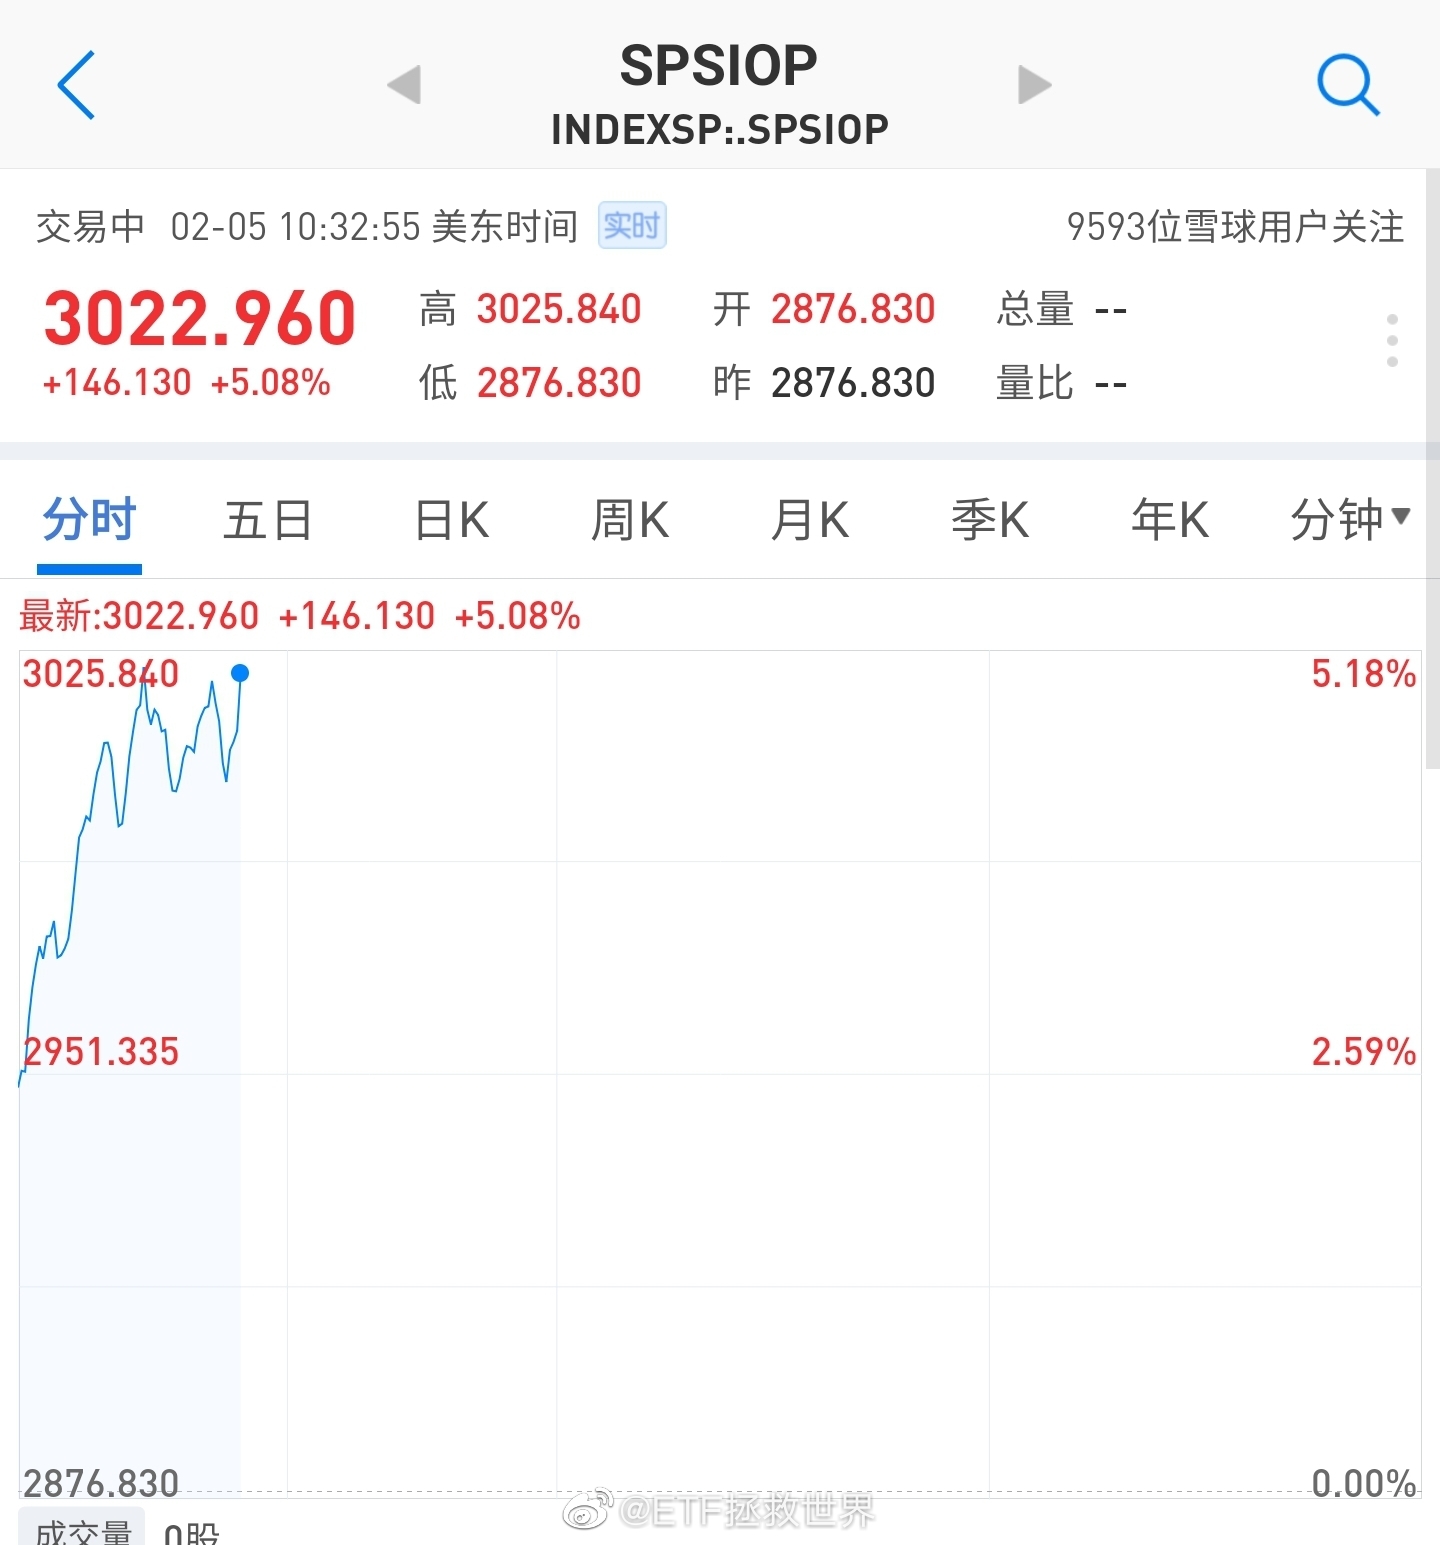 SPSIOP
INDEXSP:.SPSIOP
交易中 02-05 10:32:55 美东时间 实时 9593位雪球用户关注
3022.960 高 3025.840 开 2876.830 总量 --
+146.130 +5.08% 低 2876.830 昨 2876.830 量比 --
分时 五日 日K 周K 月K 季K 年K 分钟
最新:3022.960 +146.130 +5.08%
3025.840 5.18%
2951.335 2.59%
2876.830 0.00%
@ETF拯救世界
成交量 0股